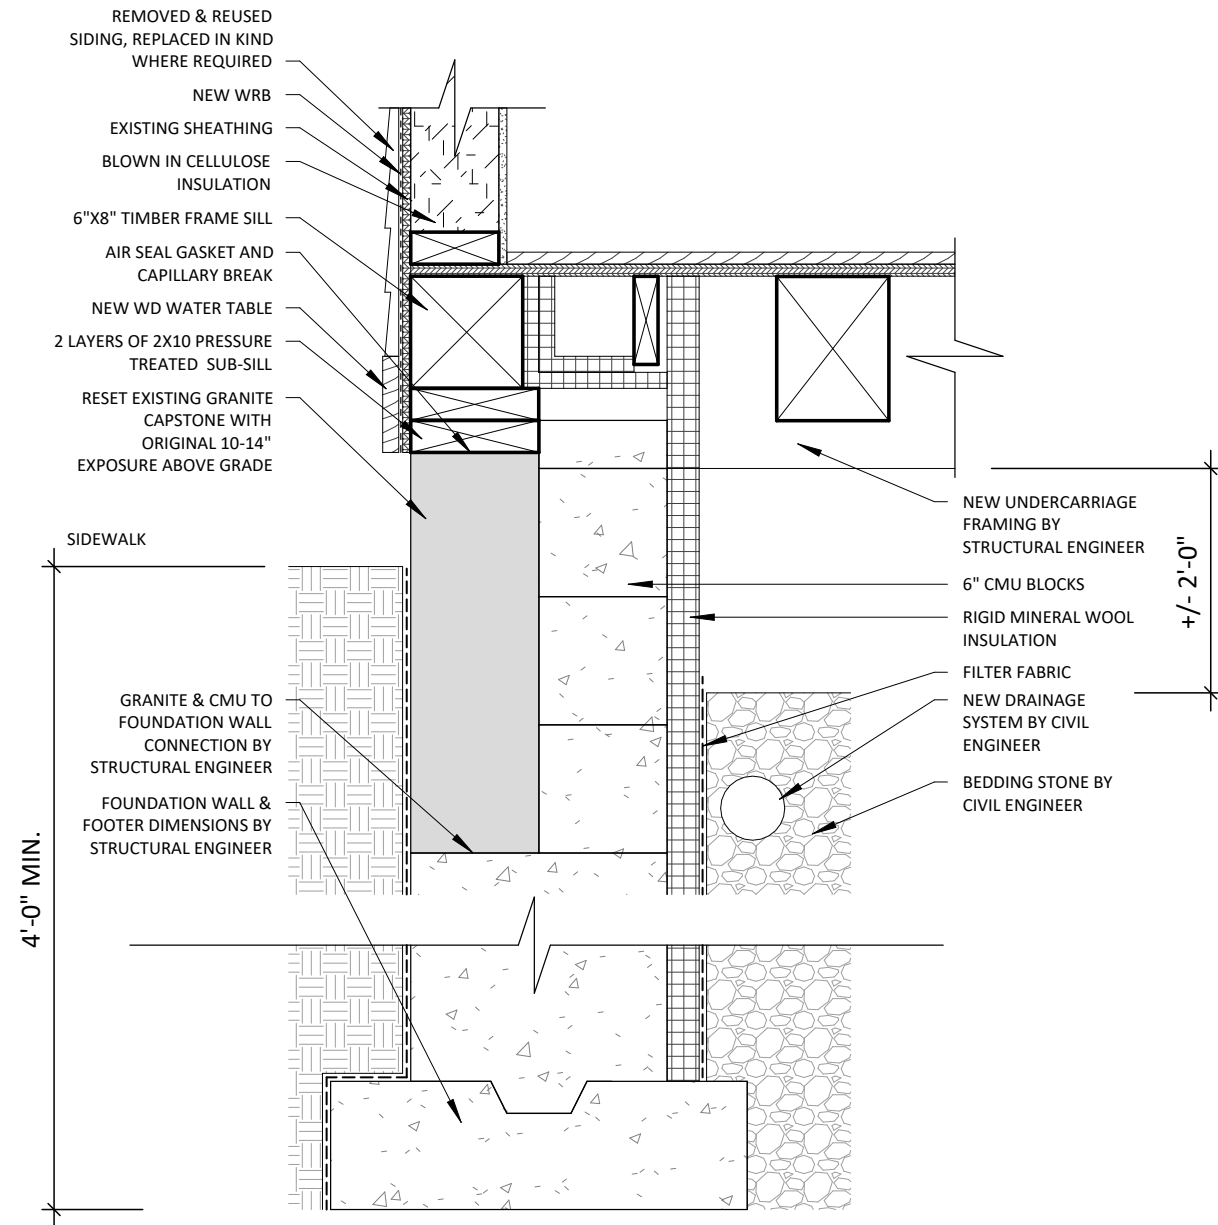 REMOVED & REUSED
SIDING, REPLACED IN KIND
WHERE REQUIRED
NEW WRB
EXISTING SHEATHING
BLOWN IN CELLULOSE
INSULATION
6"X8" TIMBER FRAME SILL
AIR SEAL GASKET AND
CAPILLARY BREAK
NEW WD WATER TABLE
2 LAYERS OF 2X10 PRESSURE
TREATED SUB-SILL
RESET EXISTING GRANITE
CAPSTONE WITH
ORIGINAL 10-14"
EXPOSURE ABOVE GRADE
SIDEWALK
GRANITE & CMU TO
FOUNDATION WALL
CONNECTION BY
STRUCTURAL ENGINEER
FOUNDATION WALL &
FOOTER DIMENSIONS BY
STRUCTURAL ENGINEER
4'-0" MIN.
NEW UNDERCARRIAGE
FRAMING BY
STRUCTURAL ENGINEER
6" CMU BLOCKS
RIGID MINERAL WOOL
INSULATION
FILTER FABRIC
NEW DRAINAGE
SYSTEM BY CIVIL
ENGINEER
BEDDING STONE BY
CIVIL ENGINEER
+/- 2'-0"